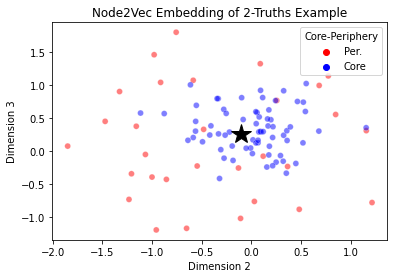 Node2Vec Embedding of 2-Truths Example
Core-Periphery
Per.
Core
Dimension 3
1.5
1.0
0.5
0.0
−0.5
−1.0
−2.0 −1.5 −1.0 −0.5 0.0 0.5 1.0
Dimension 2